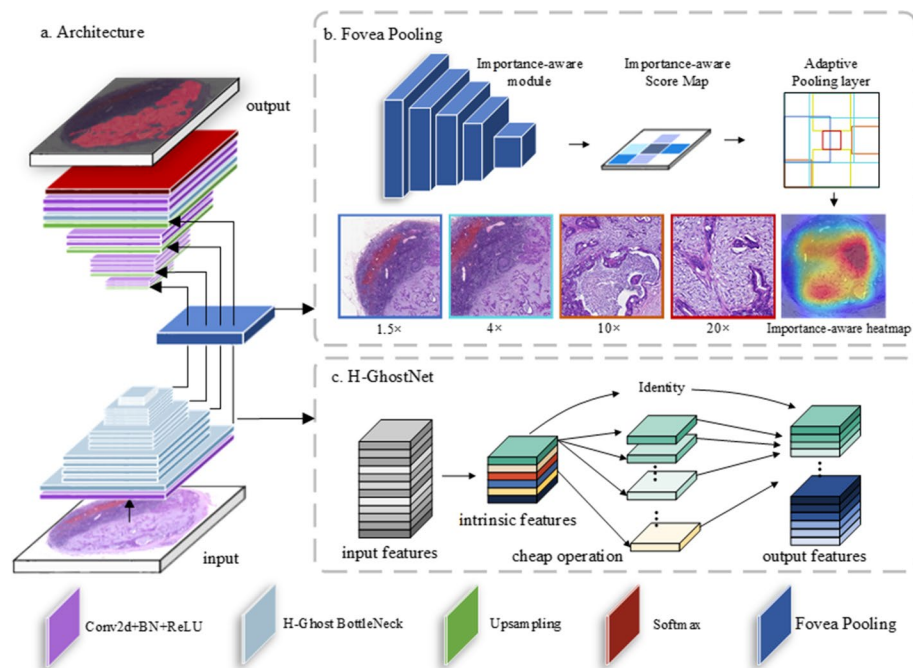 a. Architecture
output
input
b. Fovea Pooling
Importance-aware
module
Importance-aware
Score Map
Adaptive
Pooling layer
1.5×
4×
10×
20×
Importance-aware heatmap
c. H-GhostNet
Identity
input features
intrinsic features
cheap operation
output features
Conv2d+BN+ReLU
H-Ghost BottleNeck
Upsampling
Softmax
Fovea Pooling